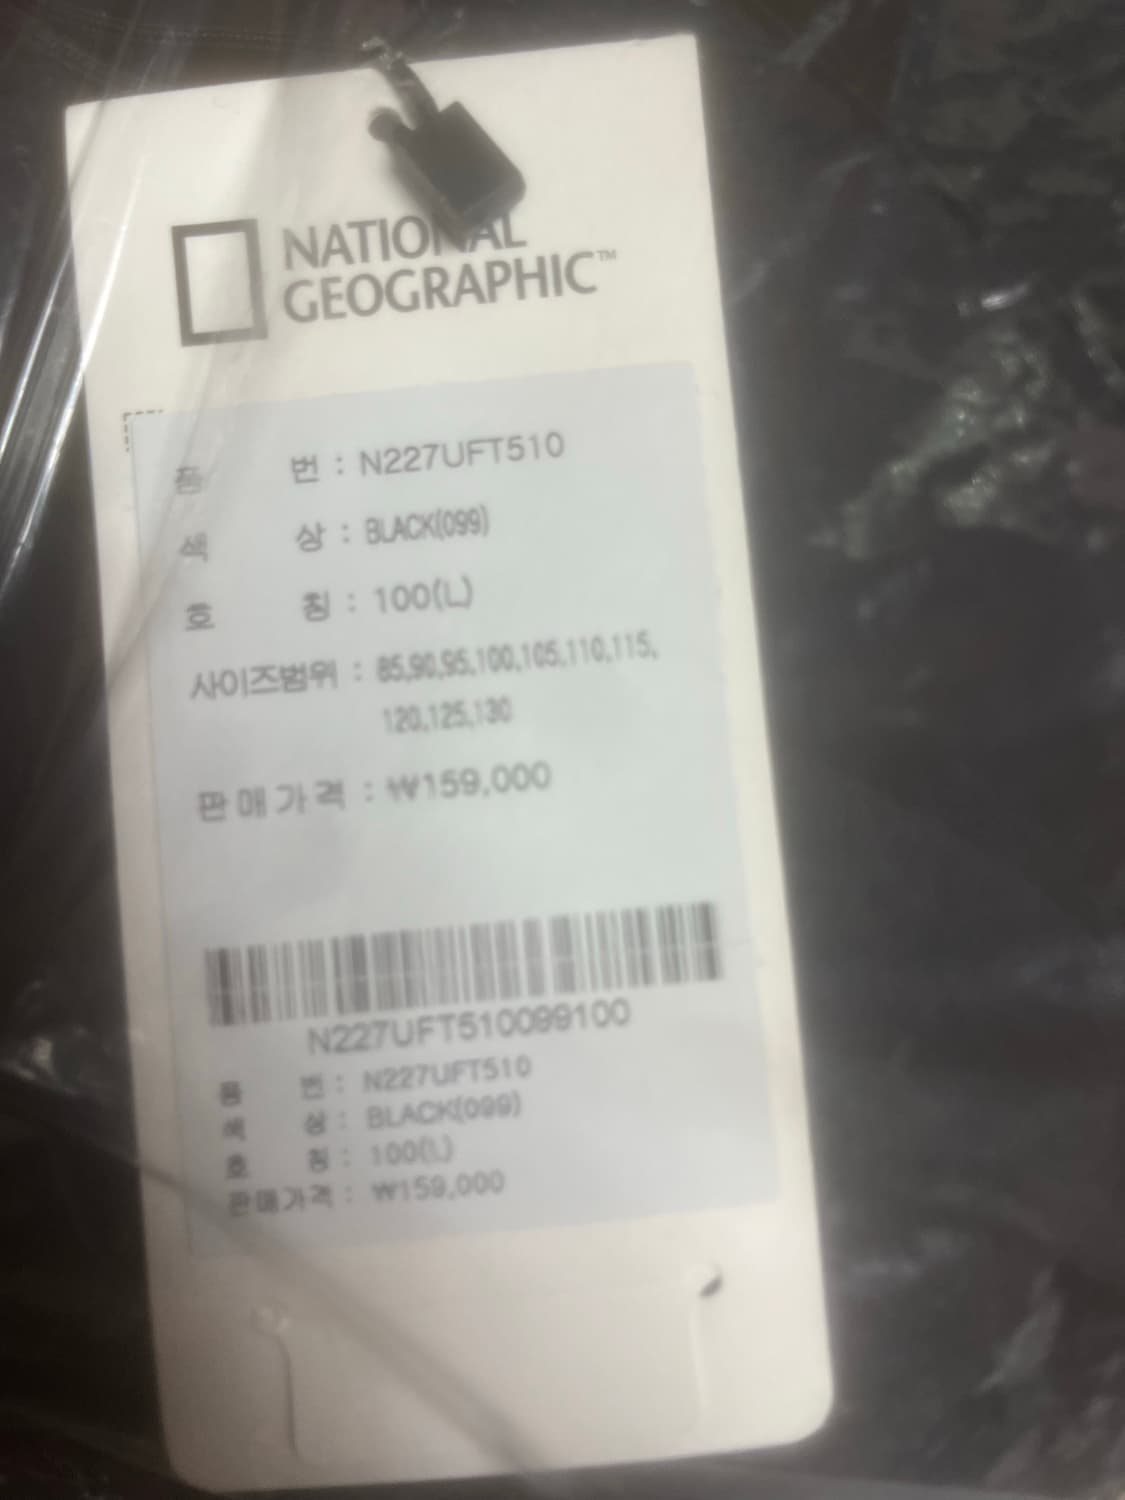 NATIONAL
GEOGRAPHIC™
품 번 : N227UFT510
색 상 : BLACK(099)
호 칭 : 100(L)
사이즈범위 : 85,90,95,100,105,110,115,
120,125,130
판매가격 : ₩159,000
N227UFT510099100
품 번 : N227UFT510
색 상 : BLACK(099)
호 칭 : 100(L)
판매가격 : ₩159,000